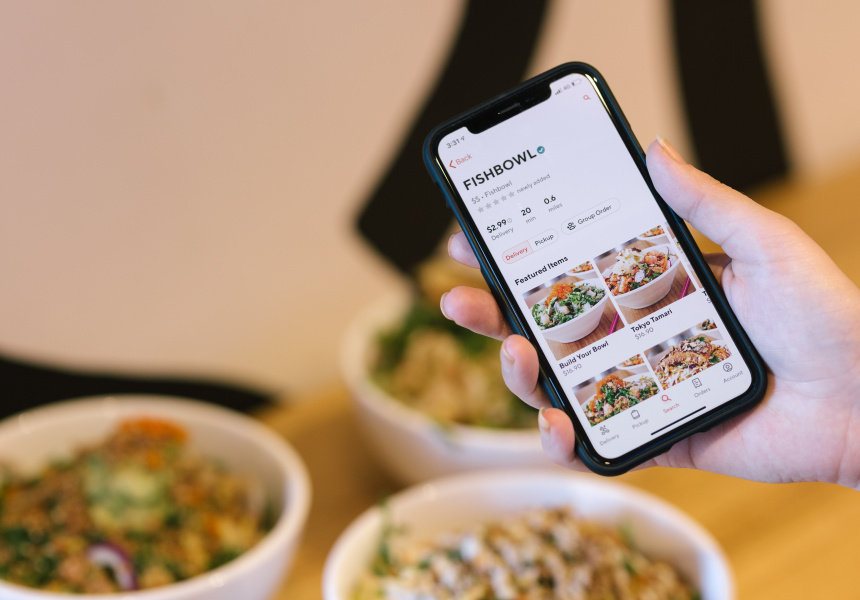 3:31
4G
Back
FISHBOWL
$$ • Fishbowl
newly added
$2.99 20 0.6
Delivery min miles
Delivery Pickup Group Order
Featured Items
Build Your Bowl Tokyo Tamari
$16.90 $16.90
Delivery Pickup Search Orders Account